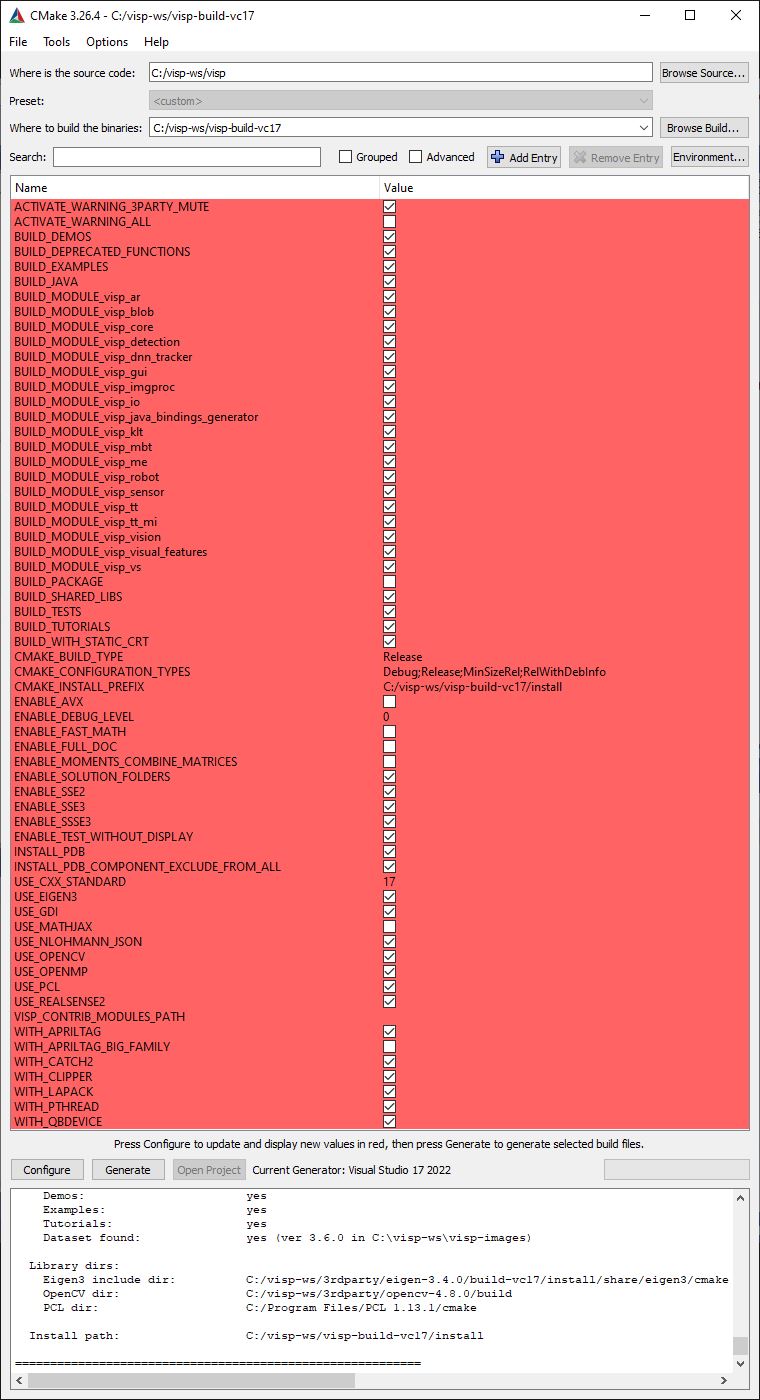 CMake 3.26.4 - C:/visp-ws/visp-build-vc17
File Tools Options Help
Where is the source code: C:/visp-ws/visp Browse Source...
Preset: <custom>
Where to build the binaries: C:/visp-ws/visp-build-vc17 Browse Build...
Search: Grouped Advanced Add Entry Remove Entry Environment...
Name Value
ACTIVATE_WARNING_3PARTY_MUTE
ACTIVATE_WARNING_ALL
BUILD_DEMOS
BUILD_DEPRECATED_FUNCTIONS
BUILD_EXAMPLES
BUILD_JAVA
BUILD_MODULE_visp_ar
BUILD_MODULE_visp_blob
BUILD_MODULE_visp_core
BUILD_MODULE_visp_detection
BUILD_MODULE_visp_dnn_tracker
BUILD_MODULE_visp_gui
BUILD_MODULE_visp_imgproc
BUILD_MODULE_visp_io
BUILD_MODULE_visp_java_bindings_generator
BUILD_MODULE_visp_klt
BUILD_MODULE_visp_mbt
BUILD_MODULE_visp_me
BUILD_MODULE_visp_robot
BUILD_MODULE_visp_sensor
BUILD_MODULE_visp_tt
BUILD_MODULE_visp_tt_mi
BUILD_MODULE_visp_vision
BUILD_MODULE_visp_visual_features
BUILD_MODULE_visp_vs
BUILD_PACKAGE
BUILD_SHARED_LIBS
BUILD_TESTS
BUILD_TUTORIALS
BUILD_WITH_STATIC_CRT
CMAKE_BUILD_TYPE Release
CMAKE_CONFIGURATION_TYPES Debug;Release;MinSizeRel;RelWithDebInfo
CMAKE_INSTALL_PREFIX C:/visp-ws/visp-build-vc17/install
ENABLE_AVX
ENABLE_DEBUG_LEVEL 0
ENABLE_FAST_MATH
ENABLE_FULL_DOC
ENABLE_MOMENTS_COMBINE_MATRICES
ENABLE_SOLUTION_FOLDERS
ENABLE_SSE2
ENABLE_SSE3
ENABLE_SSSE3
ENABLE_TEST_WITHOUT_DISPLAY
INSTALL_PDB
INSTALL_PDB_COMPONENT_EXCLUDE_FROM_ALL
USE_CXX_STANDARD 17
USE_EIGEN3
USE_GDI
USE_MATHJAX
USE_NLOHMANN_JSON
USE_OPENCV
USE_OPENMP
USE_PCL
USE_REALSENSE2
VISP_CONTRIB_MODULES_PATH
WITH_APRILTAG
WITH_APRILTAG_BIG_FAMILY
WITH_CATCH2
WITH_CLIPPER
WITH_LAPACK
WITH_PTHREAD
WITH_QBDEVICE
Press Configure to update and display new values in red, then press Generate to generate selected build files.
Configure Generate Open Project Current Generator: Visual Studio 17 2022
Demos: yes
Examples: yes
Tutorials: yes
Dataset found: yes (ver 3.6.0 in C:\visp-ws\visp-images)
Library dirs:
Eigen3 include dir: C:/visp-ws/3rdparty/eigen-3.4.0/build-vc17/install/share/eigen3/cmake
OpenCV dir: C:/visp-ws/3rdparty/opencv-4.8.0/build
PCL dir: C:/Program Files/PCL 1.13.1/cmake
Install path: C:/visp-ws/visp-build-vc17/install
==========================================================